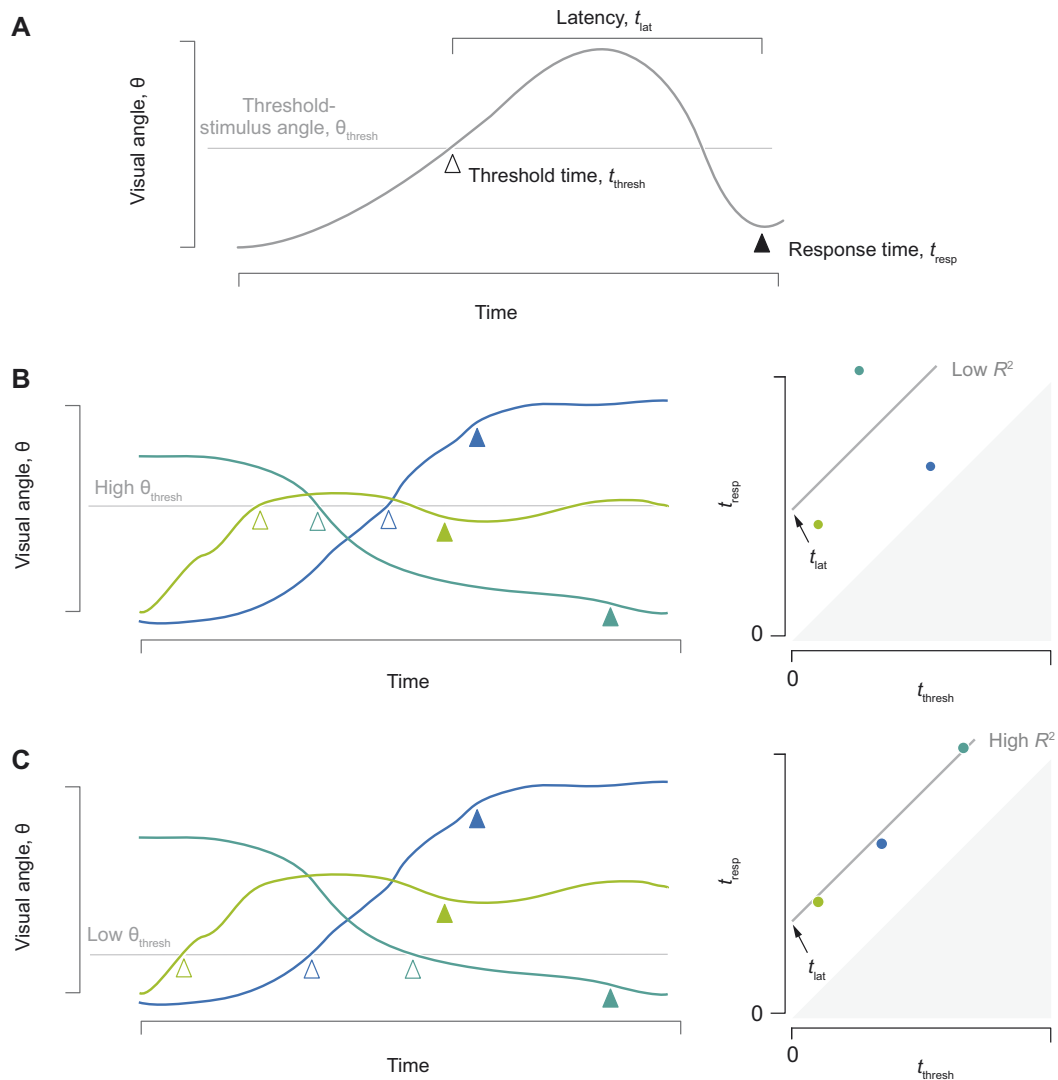 A
Latency, tlat
Visual angle, θ
Threshold-
stimulus angle, θthresh
Threshold time, tthresh
Response time, tresp
Time
B
Visual angle, θ
High θthresh
Time
Low R²
tresp
tlat
0
0
tthresh
C
Visual angle, θ
Low θthresh
Time
High R²
tresp
tlat
0
0
tthresh